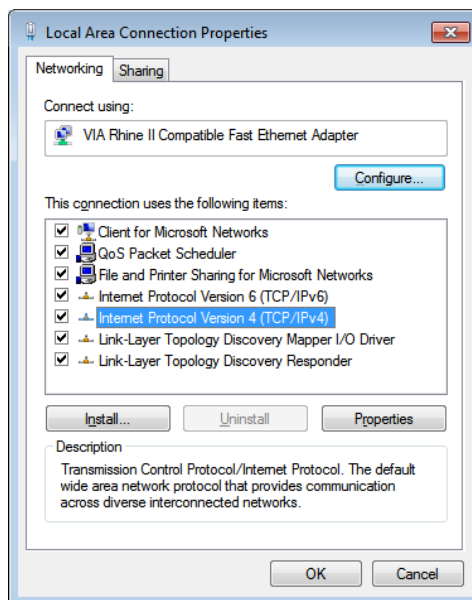 Local Area Connection Properties
Networking
Sharing
Connect using:
VIA Rhine II Compatible Fast Ethernet Adapter
Configure...
This connection uses the following items:
Client for Microsoft Networks
QoS Packet Scheduler
File and Printer Sharing for Microsoft Networks
Internet Protocol Version 6 (TCP/IPv6)
Internet Protocol Version 4 (TCP/IPv4)
Link-Layer Topology Discovery Mapper I/O Driver
Link-Layer Topology Discovery Responder
Install...
Uninstall
Properties
Description
Transmission Control Protocol/Internet Protocol. The default
wide area network protocol that provides communication
across diverse interconnected networks.
OK
Cancel